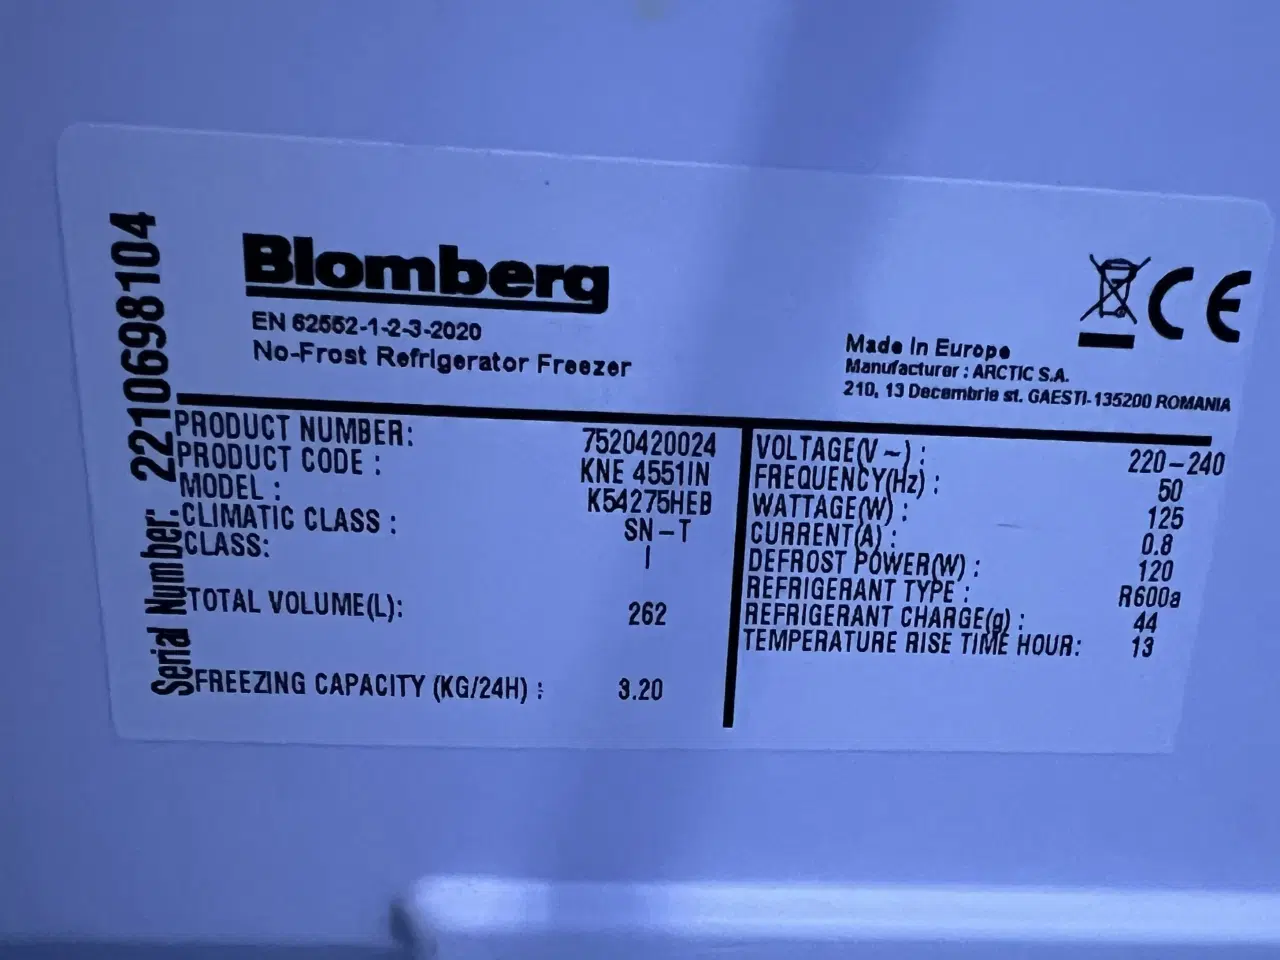 Serial Number: 2210698104
Blomberg
EN 62552-1-2-3-2020
No-Frost Refrigerator Freezer
CE
Made In Europe
Manufacturer : ARCTIC S.A.
210, 13 Decembrie st. GAESTI-135200 ROMANIA
PRODUCT NUMBER: 7520420024
PRODUCT CODE : KNE 4551IN
MODEL : K54275HEB
CLIMATIC CLASS : SN-T
CLASS: I
TOTAL VOLUME(L): 262
FREEZING CAPACITY (KG/24H) : 3.20
VOLTAGE(V~) : 220-240
FREQUENCY(Hz) : 50
WATTAGE(W) : 125
CURRENT(A) : 0.8
DEFROST POWER(W) : 120
REFRIGERANT TYPE : R600a
REFRIGERANT CHARGE(g) : 44
TEMPERATURE RISE TIME HOUR: 13